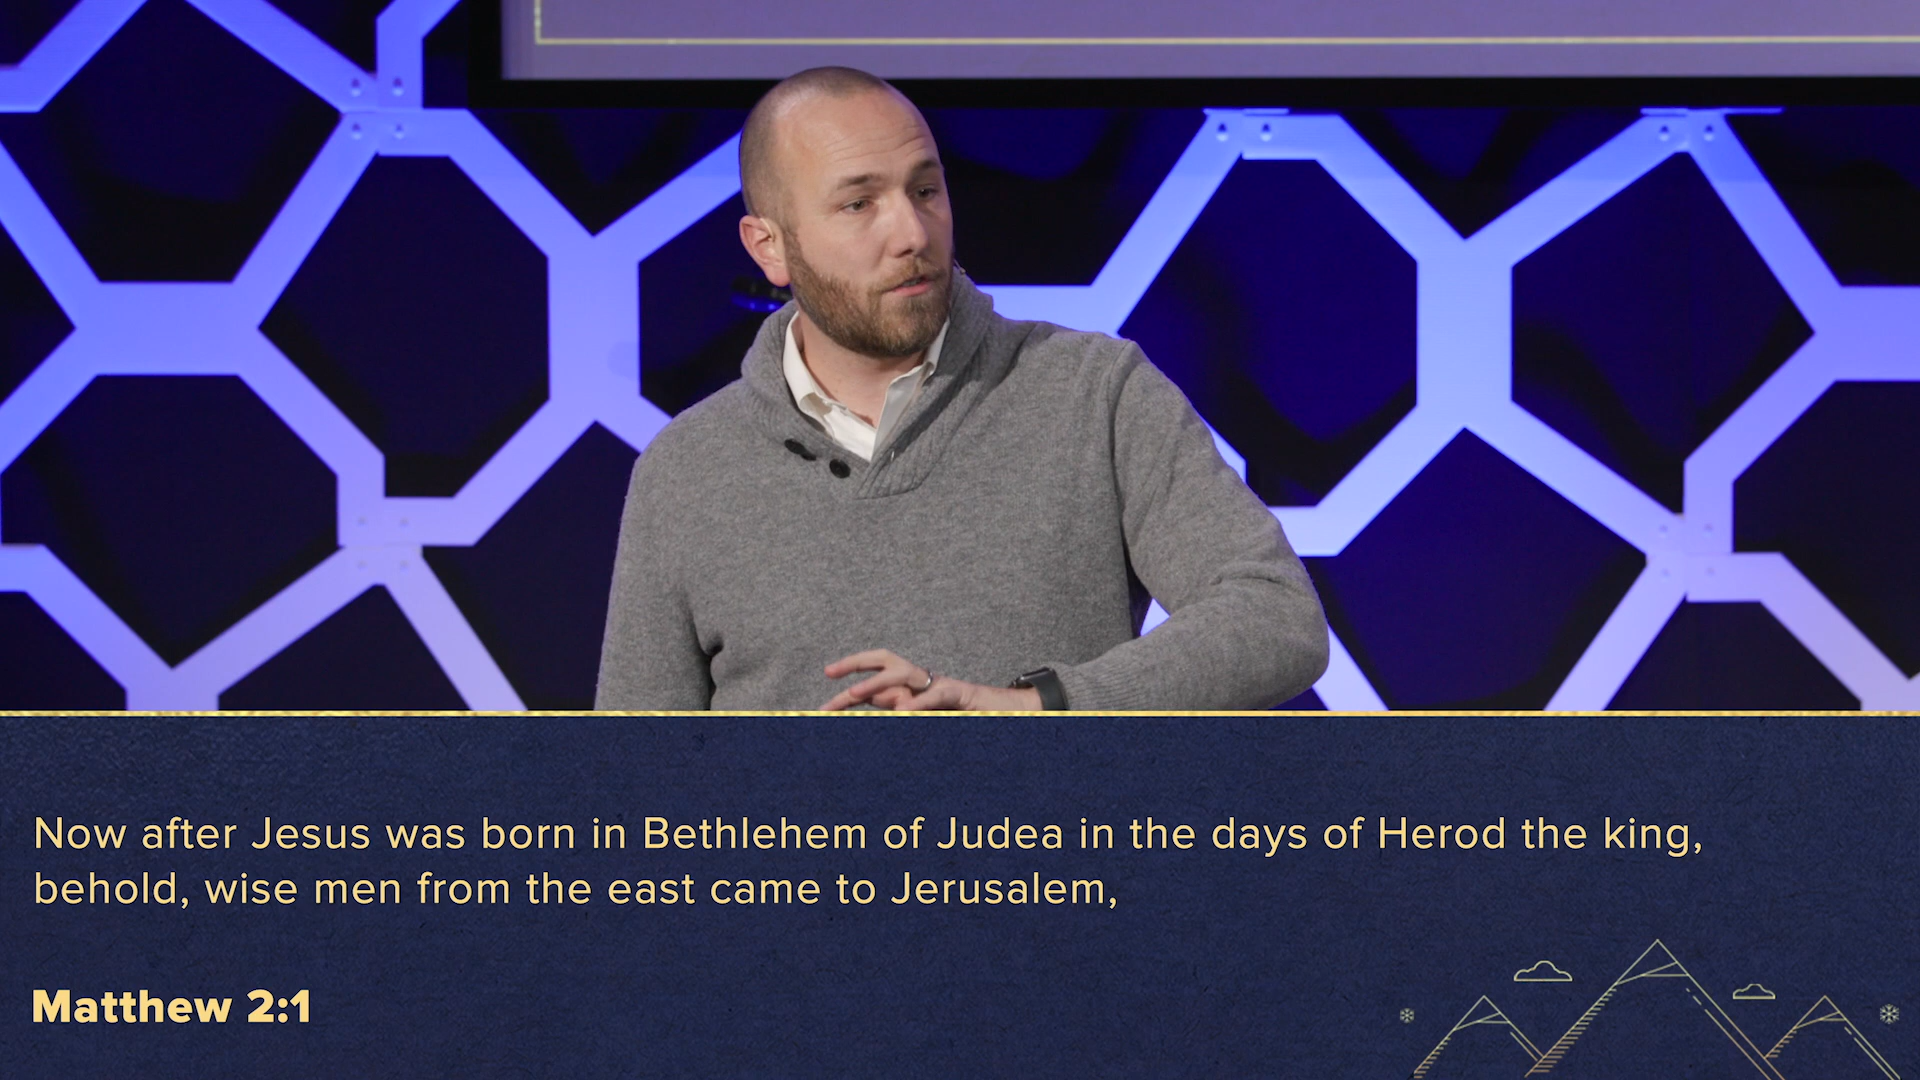 Now after Jesus was born in Bethlehem of Judea in the days of Herod the king,
behold, wise men from the east came to Jerusalem,
Matthew 2:1